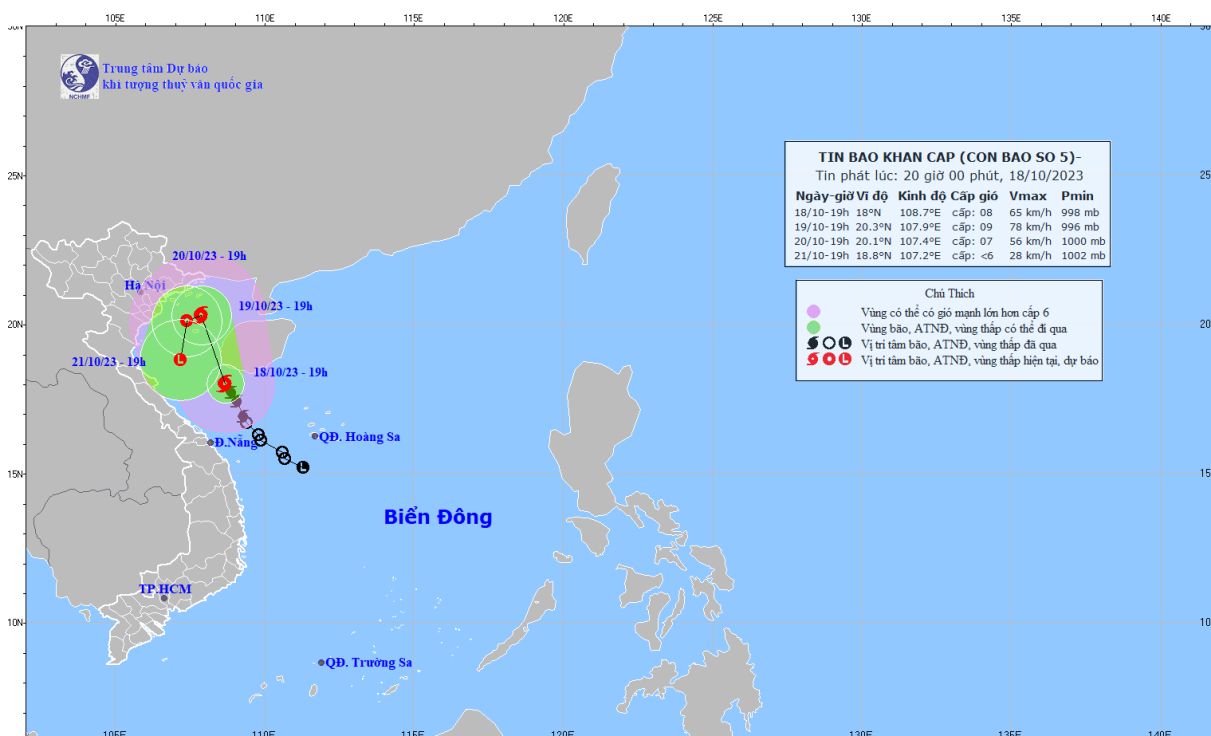 105E 110E 115E 120E 125E 130E 135E 140E
Trung tâm Dự báo
khí tượng thuỷ văn quốc gia
NCHMF
TIN BAO KHAN CAP (CON BAO SO 5)-
Tin phát lúc: 20 giờ 00 phút, 18/10/2023
Ngày-giờ Vĩ độ Kinh độ Cấp gió Vmax Pmin
18/10-19h 18°N 108.7°E cấp: 08 65 km/h 998 mb
19/10-19h 20.3°N 107.9°E cấp: 09 78 km/h 996 mb
20/10-19h 20.1°N 107.4°E cấp: 07 56 km/h 1000 mb
21/10-19h 18.8°N 107.2°E cấp: <6 28 km/h 1002 mb
25N
20/10/23 - 19h
Hà Nội
19/10/23 - 19h
21/10/23 - 19h
18/10/23 - 19h
Chú Thích
Vùng có thể có gió mạnh lớn hơn cấp 6
Vùng bão, ATNĐ, vùng thấp có thể đi qua
Vị trí tâm bão, ATNĐ, vùng thấp đã qua
Vị trí tâm bão, ATNĐ, vùng thấp hiện tại, dự báo
20N
L
L
L
L
Đ.Nẵng
QĐ. Hoàng Sa
15N
Biển Đông
TP.HCM
10N
QĐ. Trường Sa
105E 110E 115E 120E 125E 130E 135E 140E